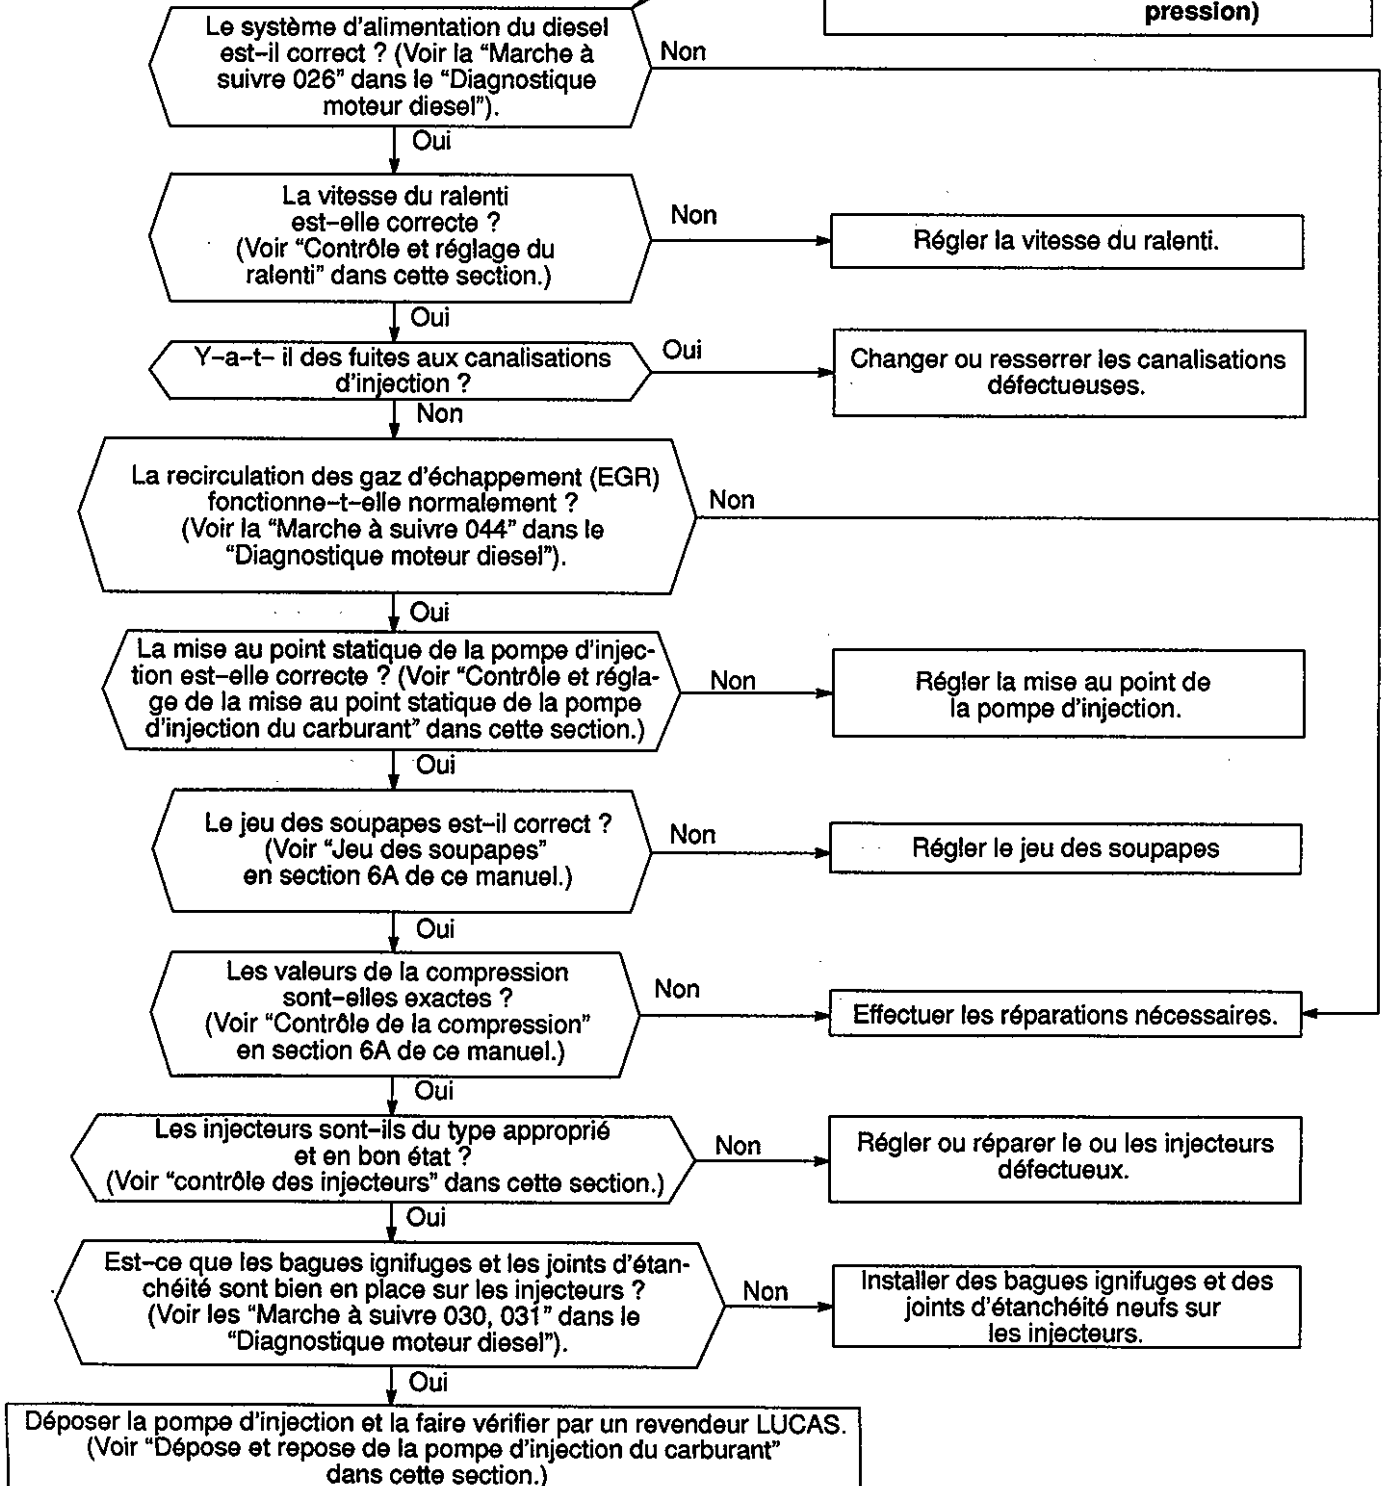 pression)
Le système d'alimentation du diesel
est–il correct ? (Voir la “Marche à
suivre 026” dans le “Diagnostique
moteur diesel”).
Non
Oui
La vitesse du ralenti
est–elle correcte ?
(Voir “Contrôle et réglage du
ralenti” dans cette section.)
Non
Régler la vitesse du ralenti.
Oui
Y–a–t– il des fuites aux canalisations
d'injection ?
Oui
Changer ou resserrer les canalisations
défectueuses.
Non
La recirculation des gaz d'échappement (EGR)
fonctionne–t–elle normalement ?
(Voir la “Marche à suivre 044” dans le
“Diagnostique moteur diesel”).
Non
Oui
La mise au point statique de la pompe d'injec-
tion est–elle correcte ? (Voir “Contrôle et régla-
ge de la mise au point statique de la pompe
d'injection du carburant” dans cette section.)
Non
Régler la mise au point de
la pompe d'injection.
Oui
Le jeu des soupapes est–il correct ?
(Voir “Jeu des soupapes”
en section 6A de ce manuel.)
Non
Régler le jeu des soupapes
Oui
Les valeurs de la compression
sont–elles exactes ?
(Voir “Contrôle de la compression”
en section 6A de ce manuel.)
Non
Effectuer les réparations nécessaires.
Oui
Les injecteurs sont–ils du type approprié
et en bon état ?
(Voir “contrôle des injecteurs” dans cette section.)
Non
Régler ou réparer le ou les injecteurs
défectueux.
Oui
Est–ce que les bagues ignifuges et les joints d'étan-
chéité sont bien en place sur les injecteurs ?
(Voir les “Marche à suivre 030, 031” dans le
“Diagnostique moteur diesel”).
Non
Installer des bagues ignifuges et des
joints d'étanchéité neufs sur
les injecteurs.
Oui
Déposer la pompe d'injection et la faire vérifier par un revendeur LUCAS.
(Voir “Dépose et repose de la pompe d'injection du carburant”
dans cette section.)